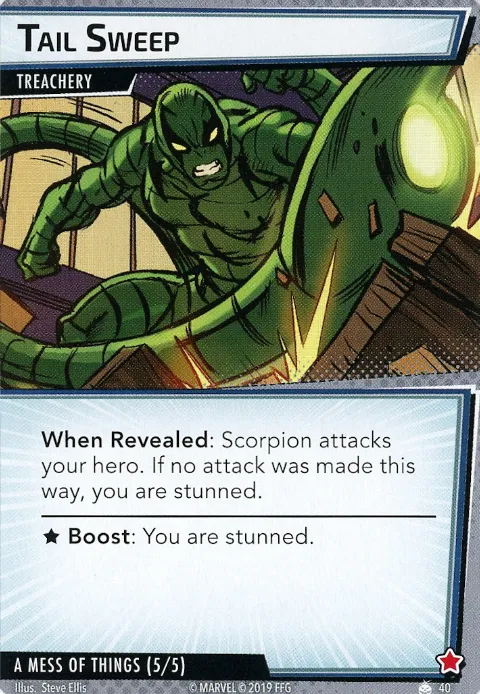 TAIL SWEEP
TREACHERY
When Revealed: Scorpion attacks
your hero. If no attack was made this
way, you are stunned.
★ Boost: You are stunned.
A MESS OF THINGS (5/5)
Illus. Steve Ellis © MARVEL © 2019 FFG 40